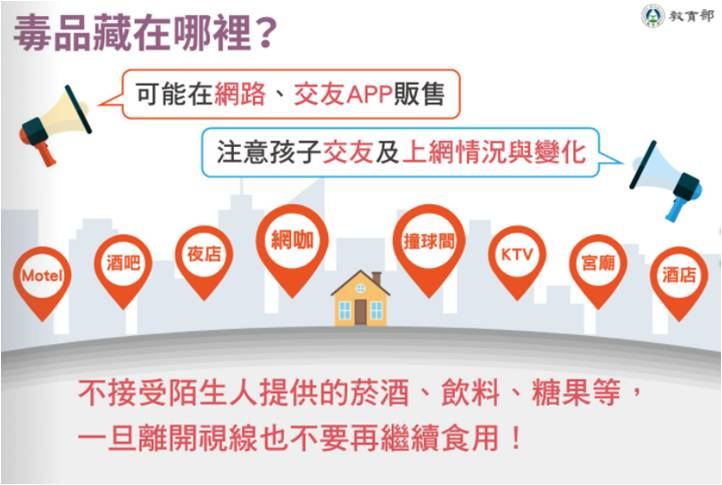 毒品藏在哪裡？
教育部
可能在網路、交友APP販售
注意孩子交友及上網情況與變化
Motel
酒吧
夜店
網咖
撞球間
KTV
宮廟
酒店
不接受陌生人提供的菸酒、飲料、糖果等，
一旦離開視線也不要再繼續食用！